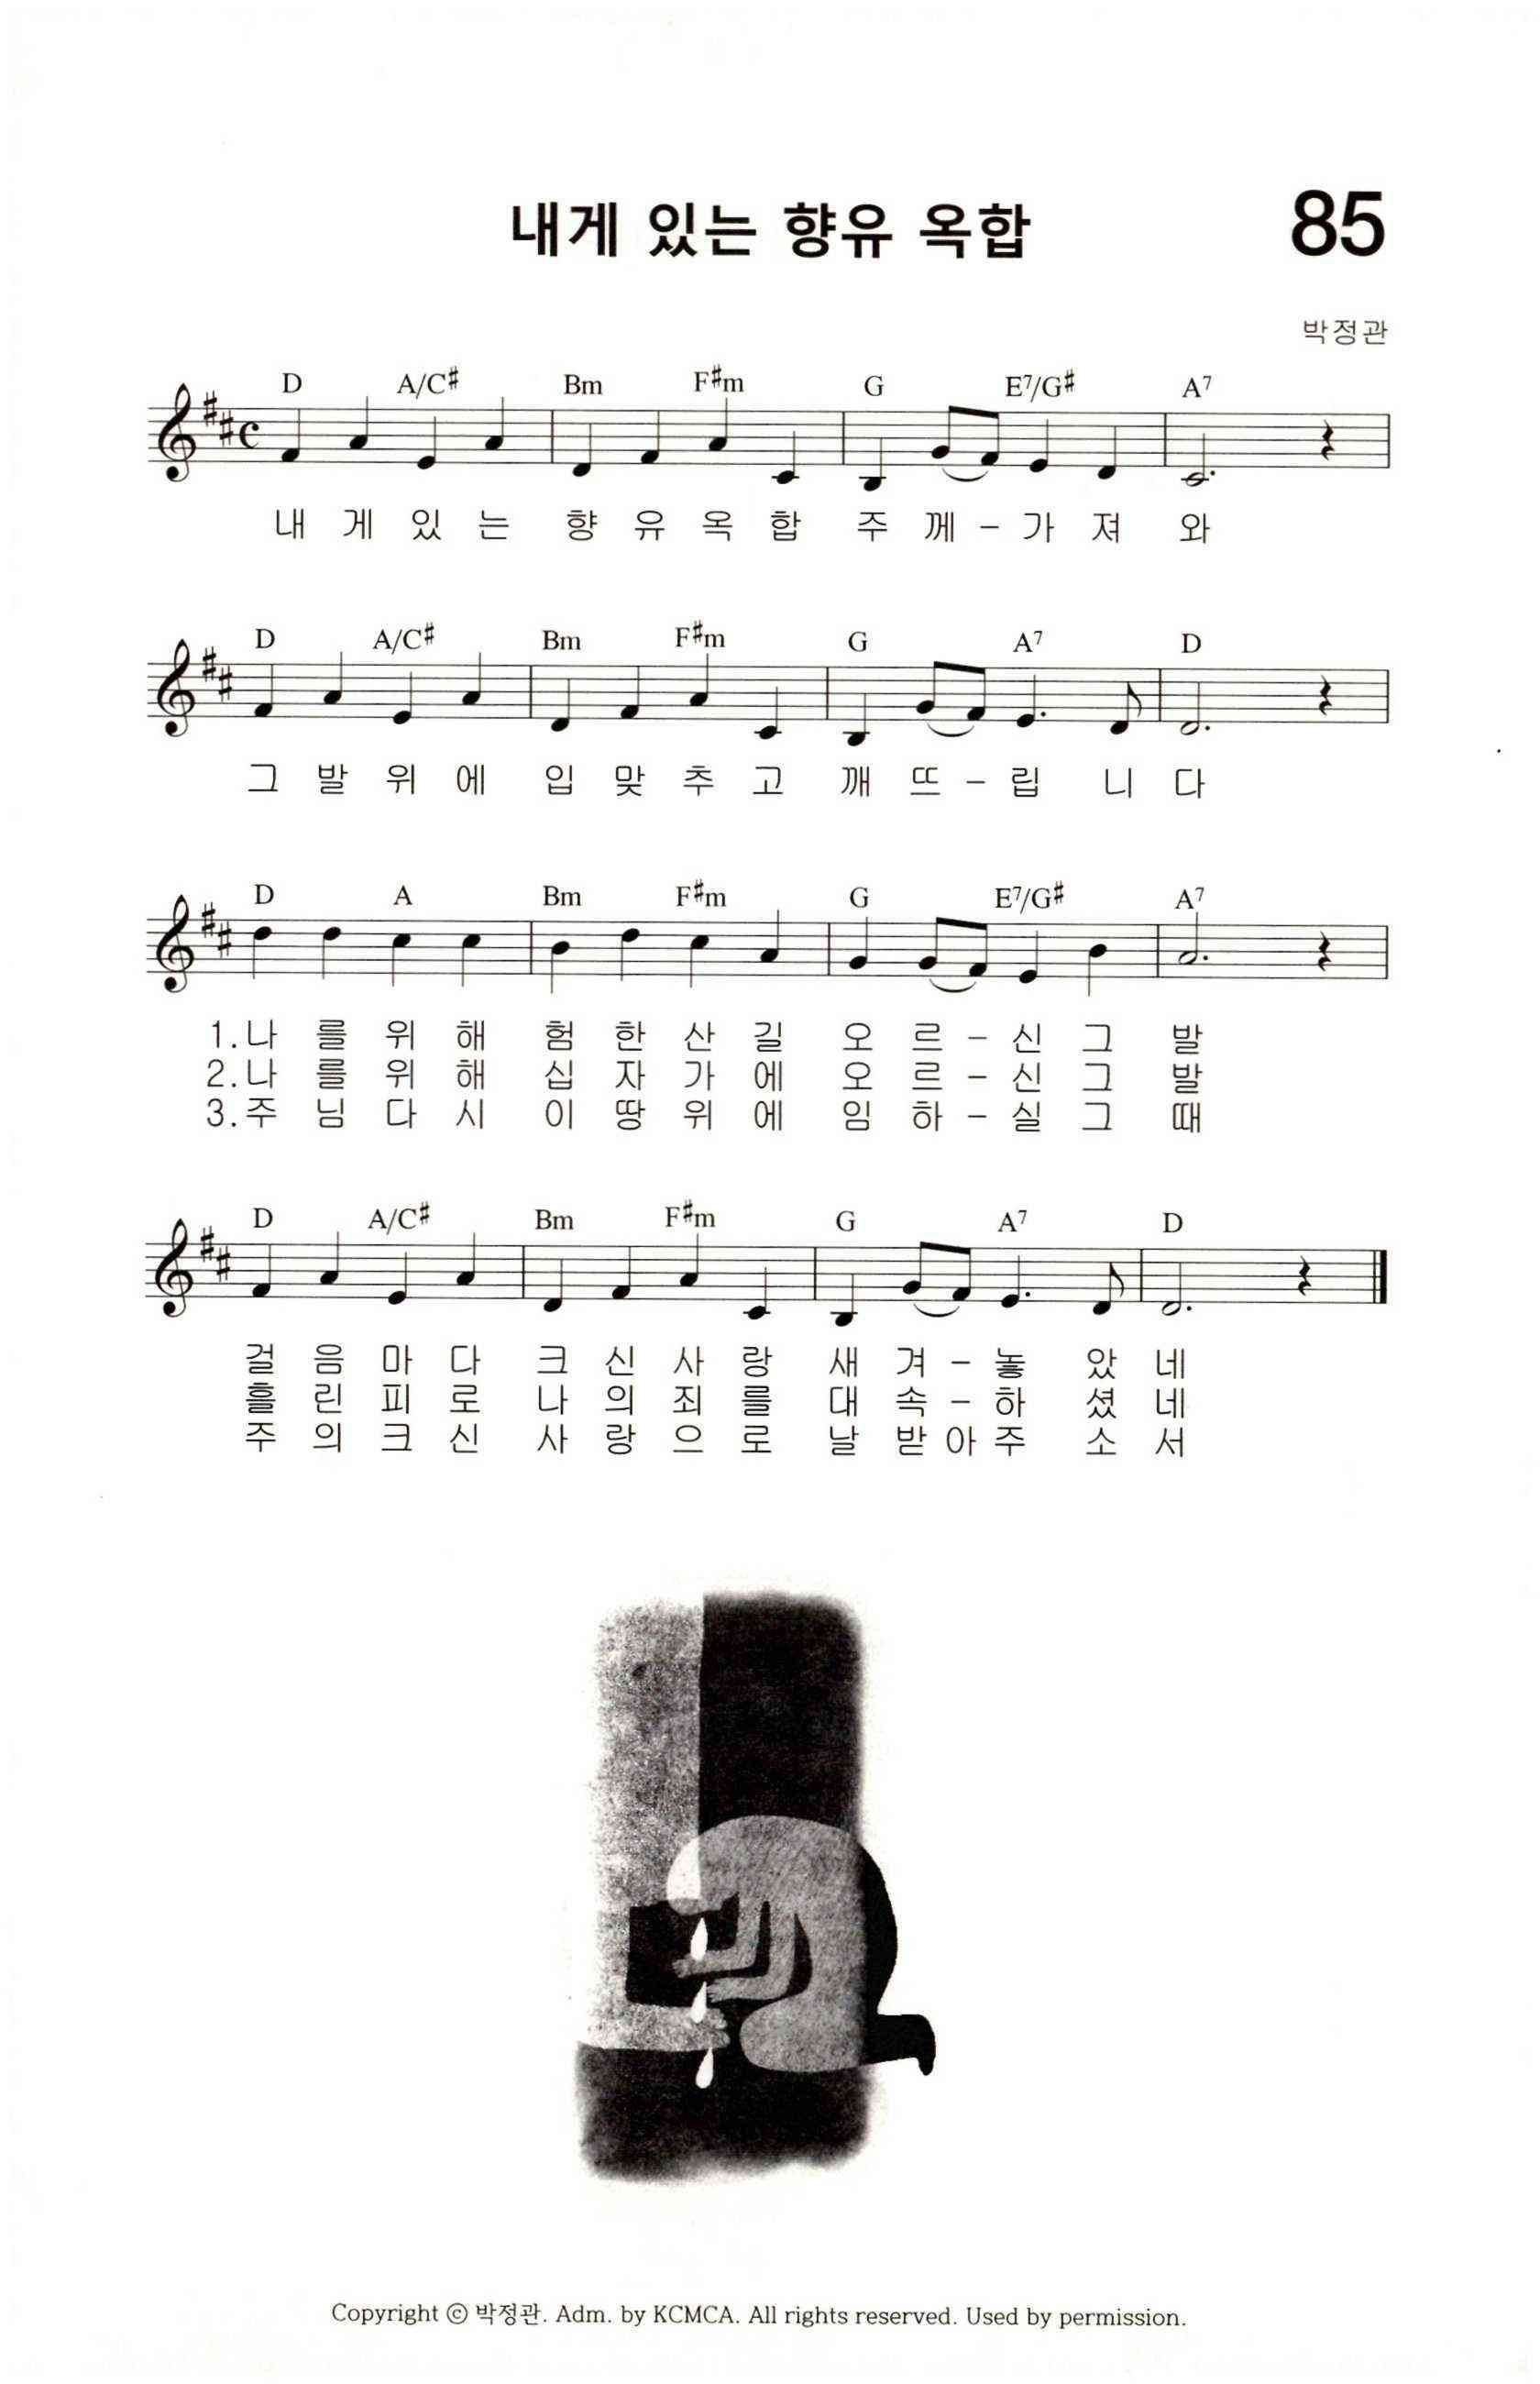 내게 있는 향유 옥합
85
박정관
D A/C♯ Bm F♯m G E7/G♯ A7
내 게 있 는 향 유 옥 합 주 께 - 가 져 와
D A/C♯ Bm F♯m G A7 D
그 발 위 에 입 맞 추 고 깨 뜨 - 립 니 다
D A Bm F♯m G E7/G♯ A7
1.나 를 위 해 험 한 산 길 오 르 - 신 그 발
2.나 를 위 해 십 자 가 에 오 르 - 신 그 발
3.주 님 다 시 이 땅 위 에 임 하 - 실 그 때
D A/C♯ Bm F♯m G A7 D
걸 음 마 다 크 신 사 랑 새 겨 - 놓 았 네
흘 린 피 로 나 의 죄 를 대 속 - 하 셨 네
주 의 크 신 사 랑 으 로 날 받 아 주 소 서
Copyright ⓒ 박정관. Adm. by KCMCA. All rights reserved. Used by permission.